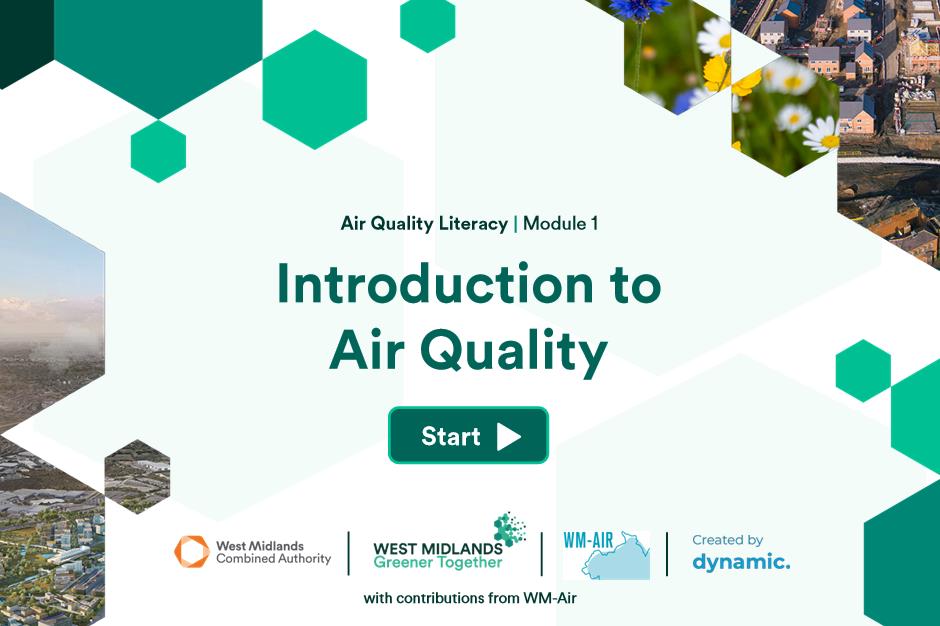 Air Quality Literacy | Module 1
Introduction to
Air Quality
Start
West Midlands
Combined Authority
WEST MIDLANDS
Greener Together
WM-AIR
Created by
dynamic.
with contributions from WM-Air